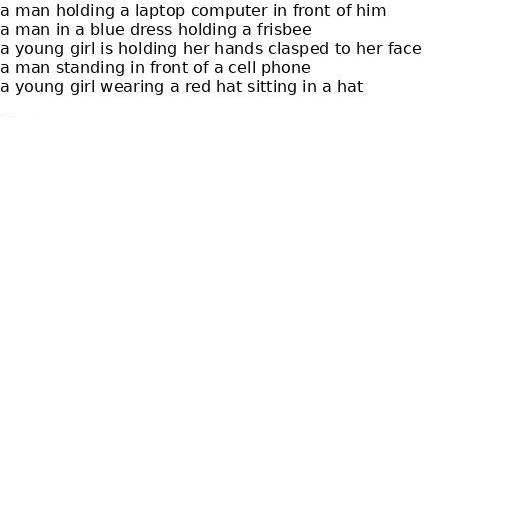 a man holding a laptop computer in front of him
a man in a blue dress holding a frisbee
a young girl is holding her hands clasped to her face
a man standing in front of a cell phone
a young girl wearing a red hat sitting in a hat